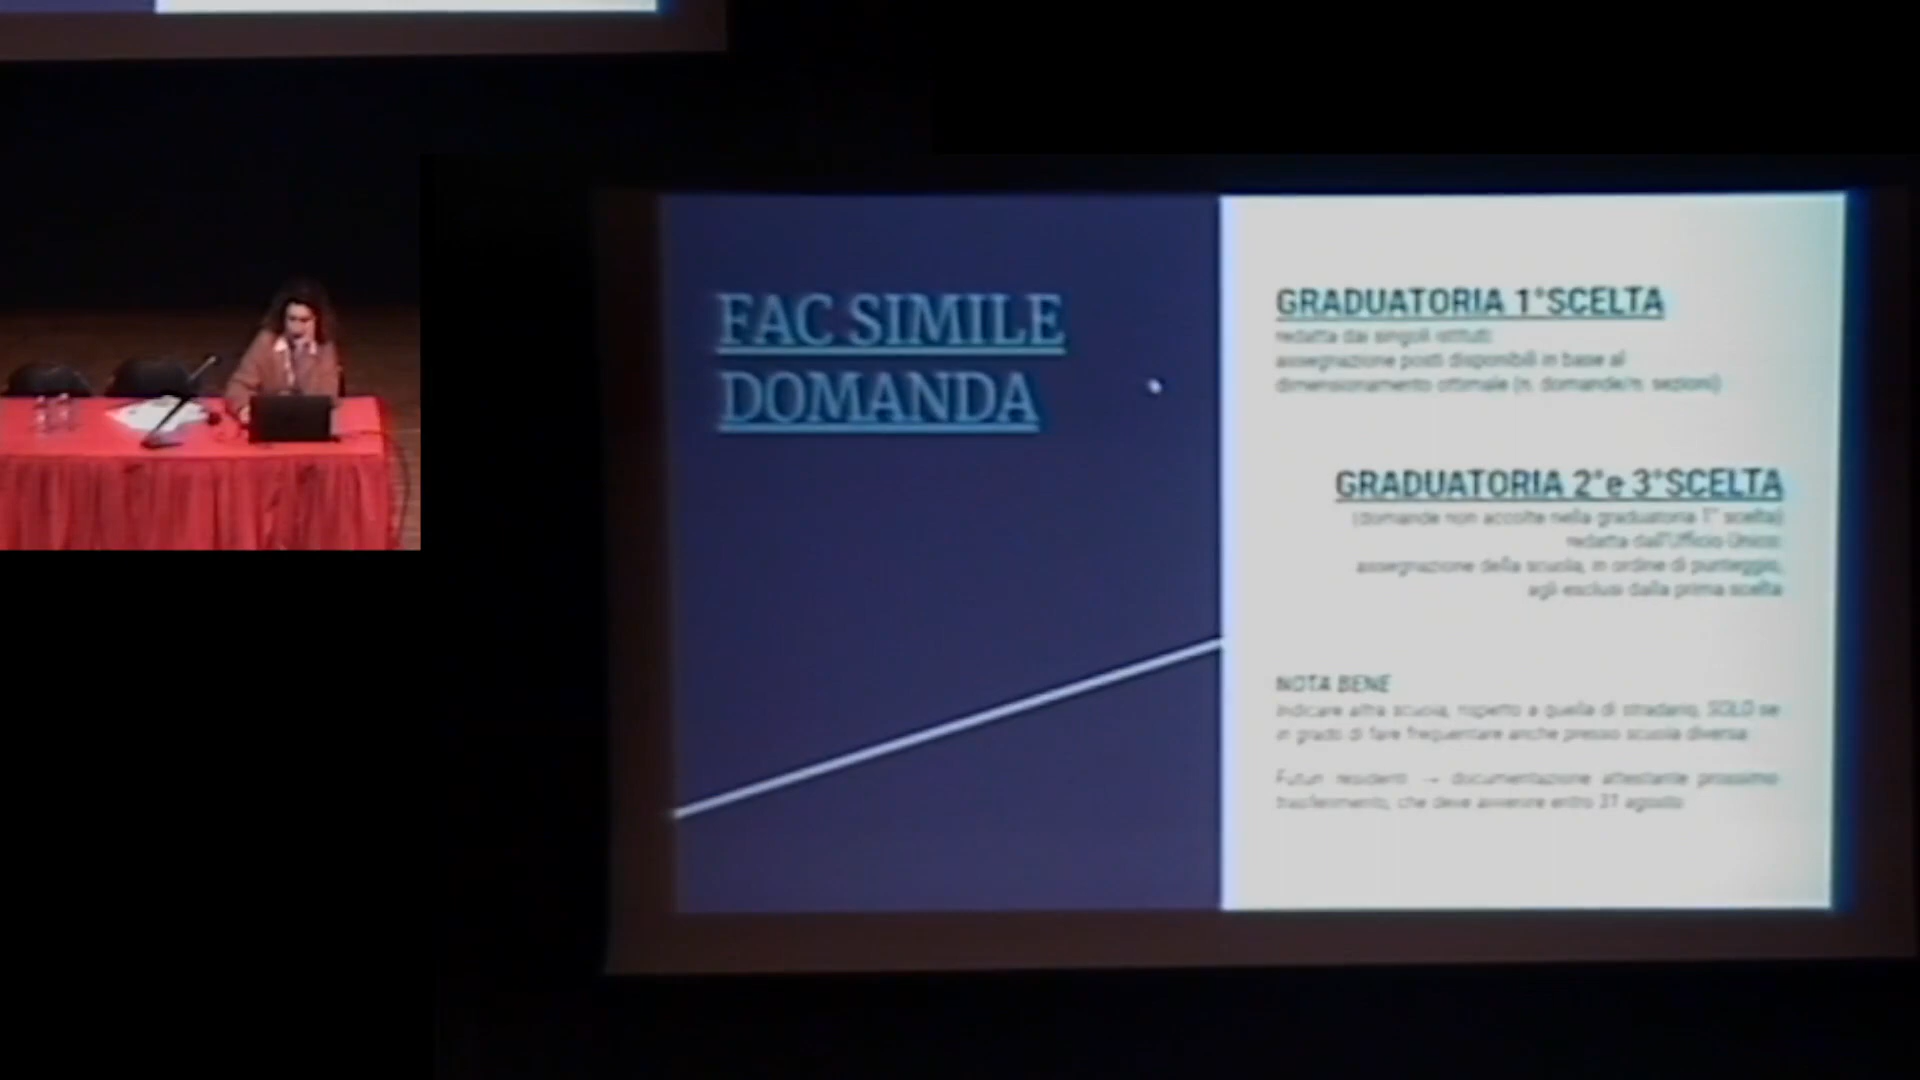 FAC SIMILE
DOMANDA
GRADUATORIA 1°SCELTA
redatta dai singoli istituti
assegnazione posti disponibili in base al
dimensionamento ottimale (n. domande/n. sezioni)
GRADUATORIA 2°e 3°SCELTA
(domande non accolte nella graduatoria 1° scelta)
redatta dall'Ufficio Unico:
assegnazione della scuola, in ordine di punteggio,
agli esclusi dalla prima scelta
NOTA BENE
Indicare altra scuola, rispetto a quella di stradario, SOLO se
in grado di fare frequentare anche presso scuola diversa
Futuri residenti → documentazione attestante prossimo
trasferimento, che deve avvenire entro 31 agosto